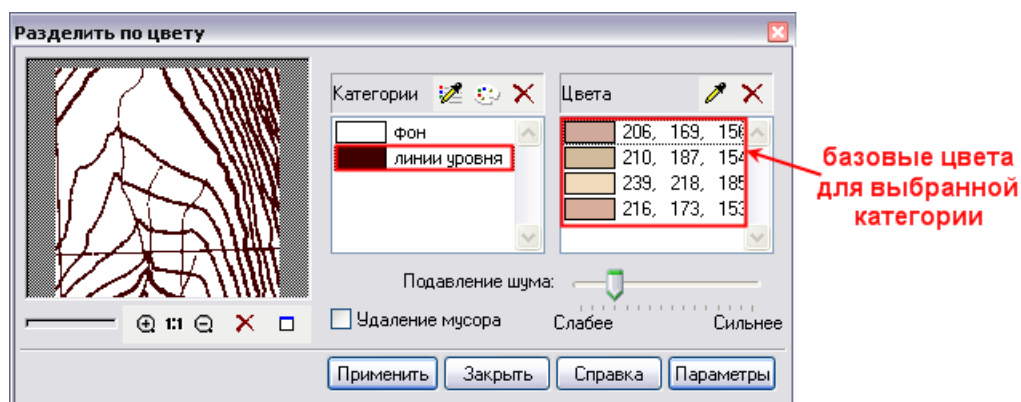 Разделить по цвету
Категории
Цвета
фон
линии уровня
206, 169, 156
210, 187, 154
239, 218, 185
216, 173, 153
базовые цвета
для выбранной
категории
Подавление шума:
1:1
Удаление мусора
Слабее
Сильнее
Применить
Закрыть
Справка
Параметры